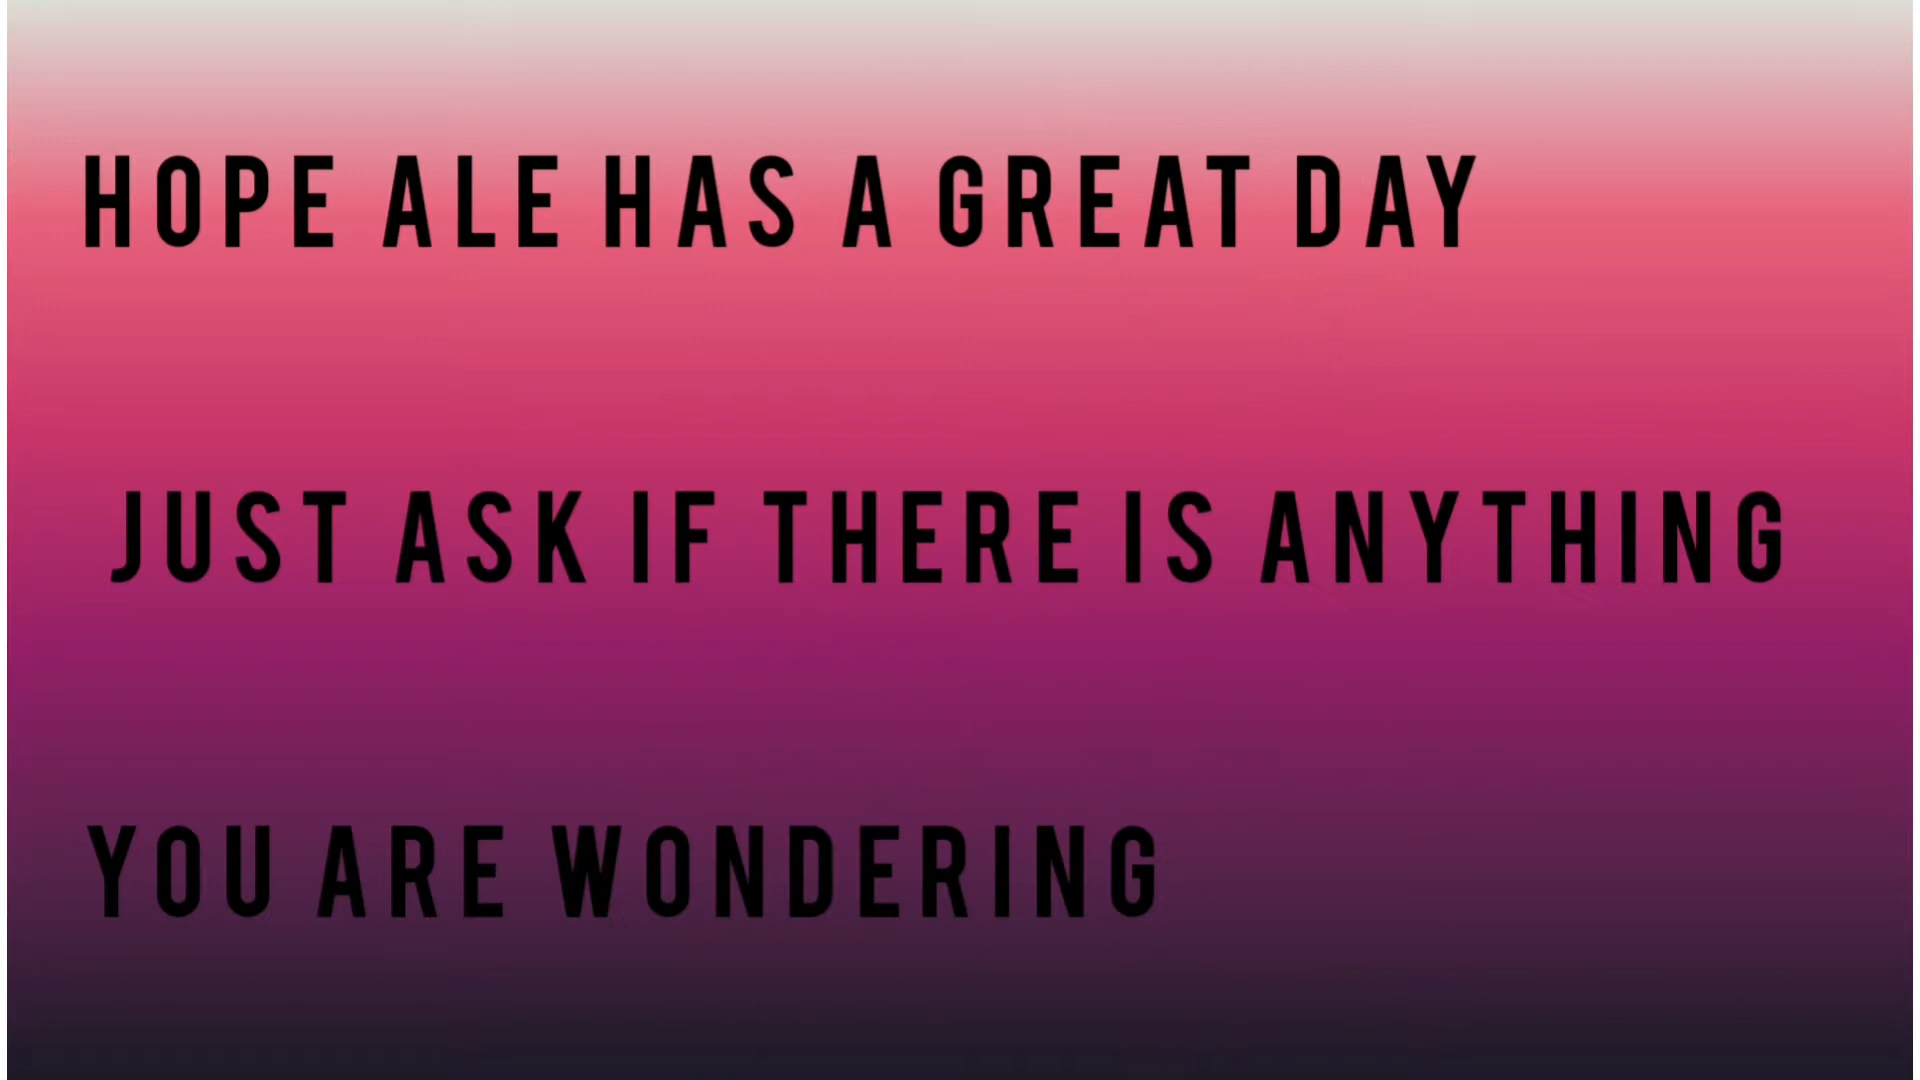 HOPE ALE HAS A GREAT DAY
JUST ASK IF THERE IS ANYTHING
YOU ARE WONDERING